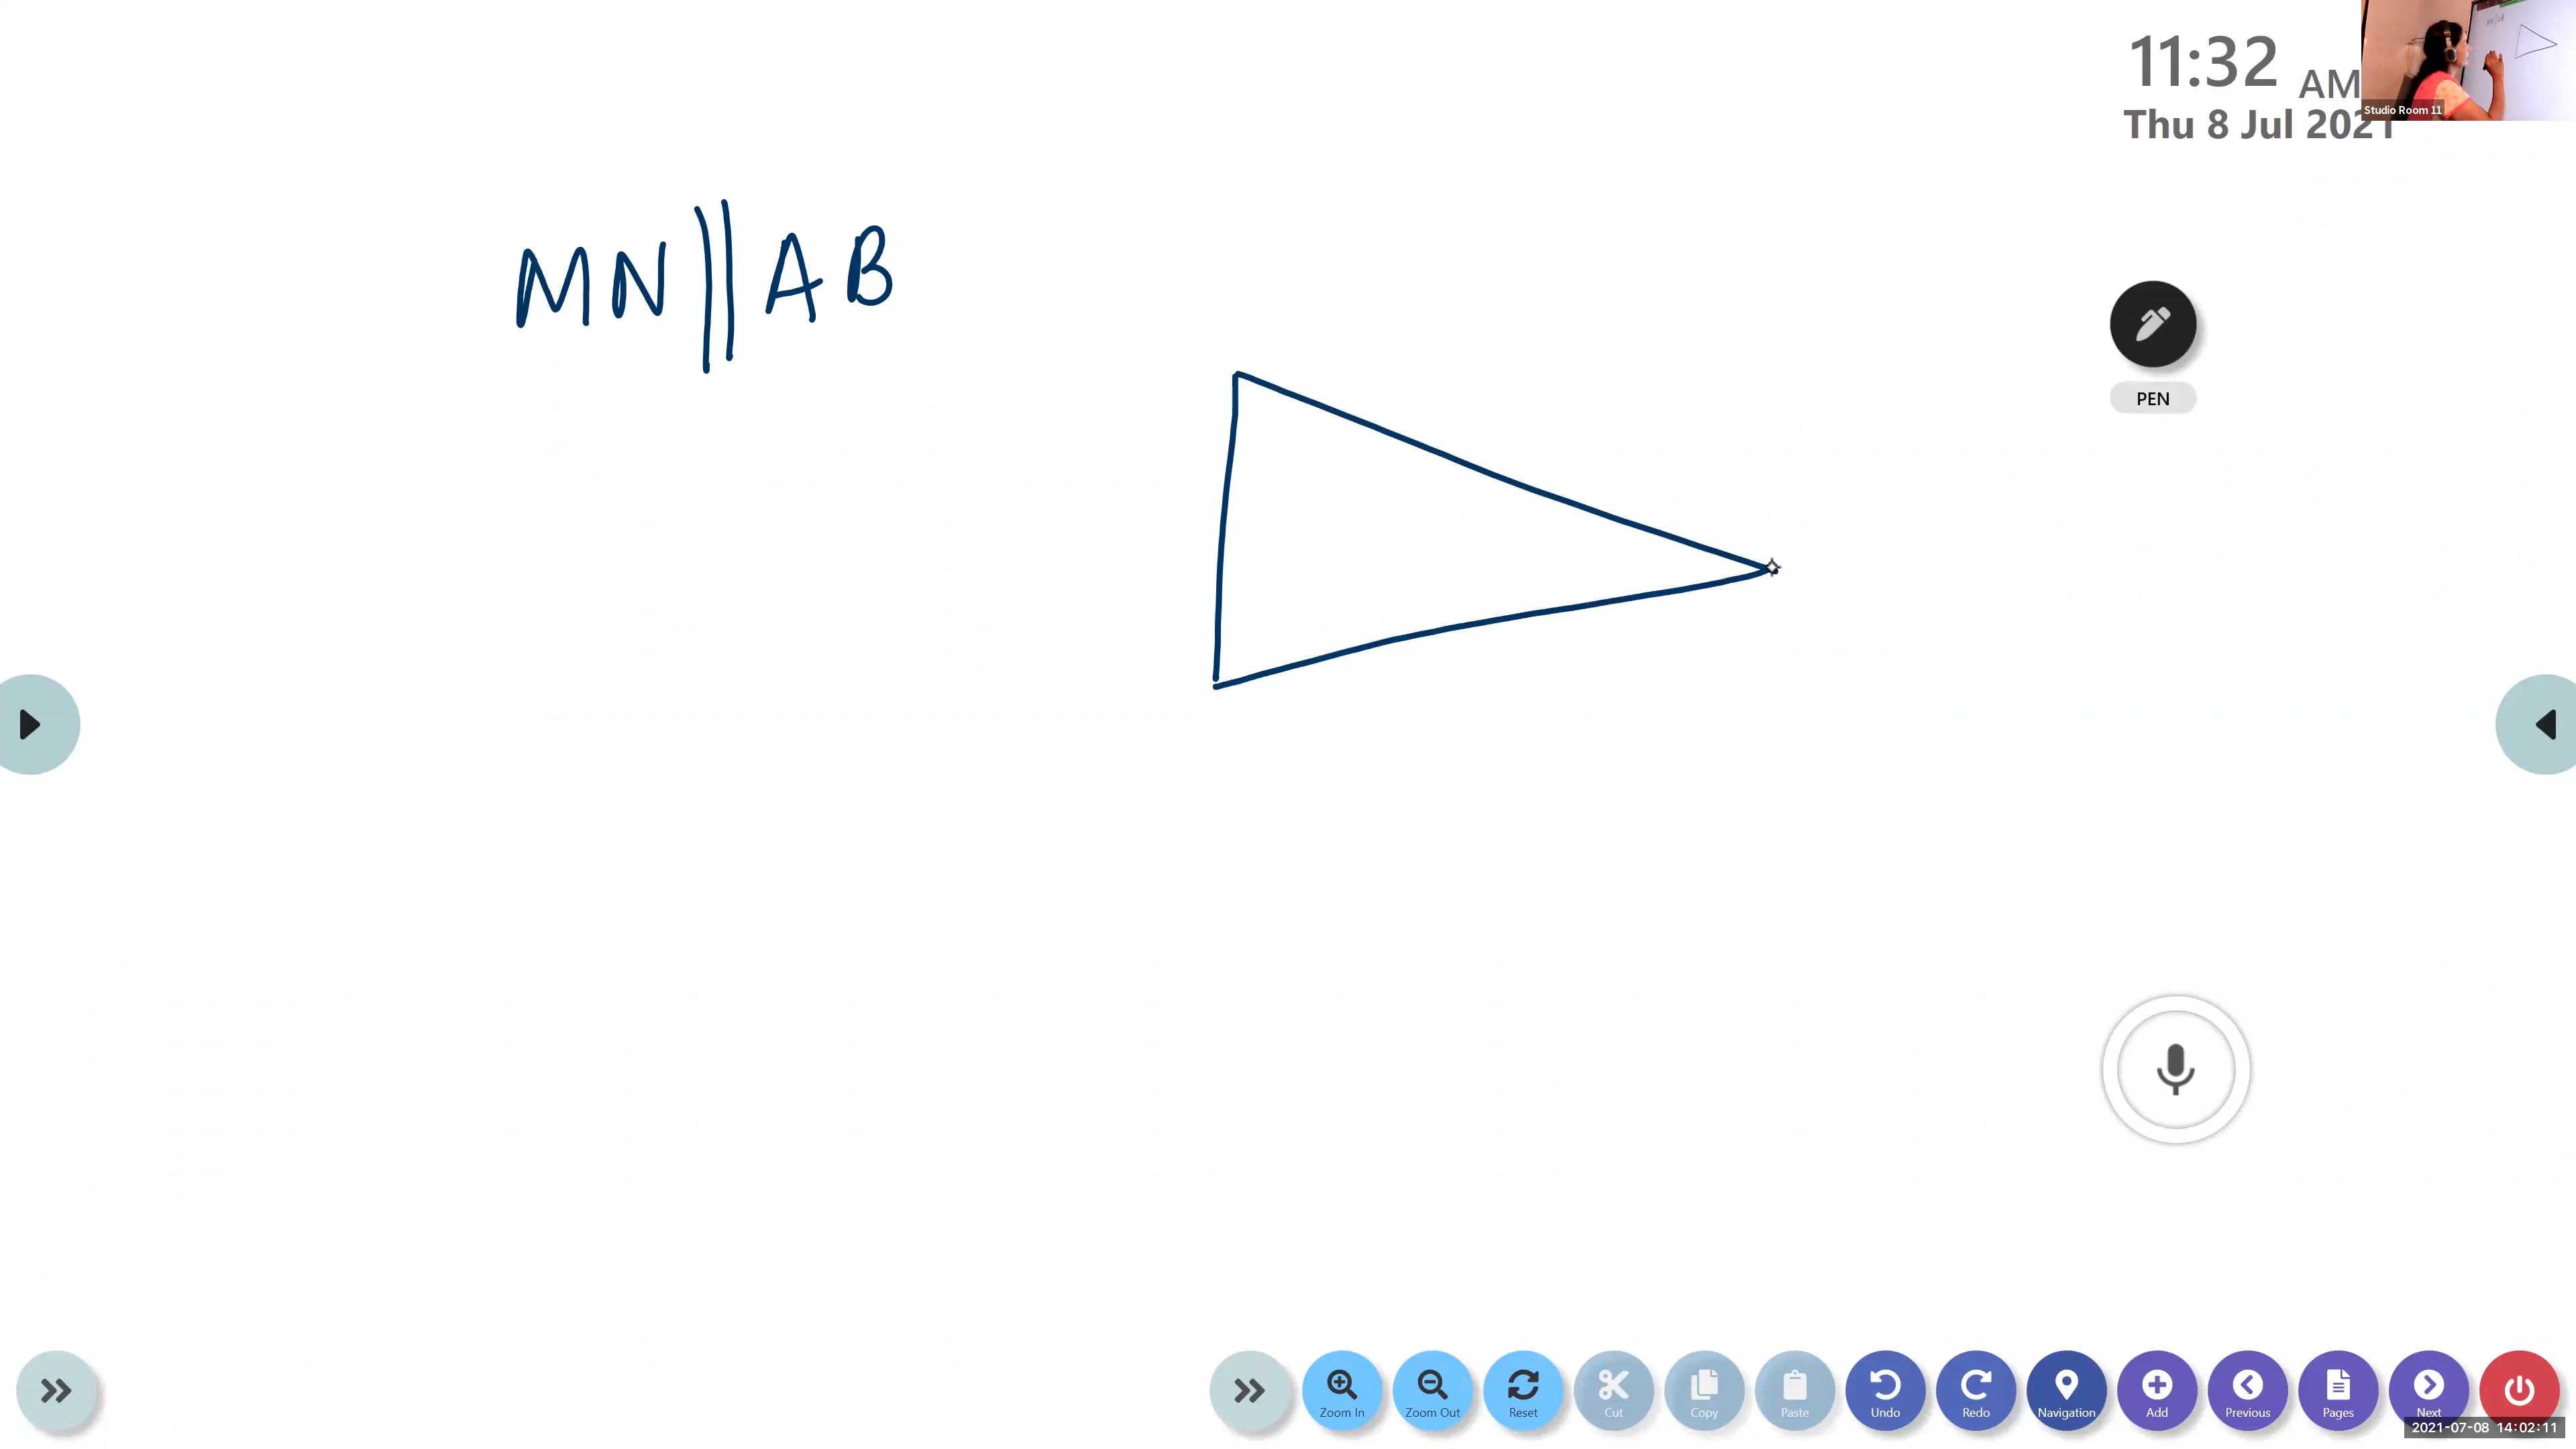 11:32 AM
Studio Room 11
Thu 8 Jul 2021
MN || AB
PEN
Zoom In
Zoom Out
Reset
Cut
Copy
Paste
Undo
Redo
Navigation
Add
Previous
Pages
Next
2021-07-08 14:02:11